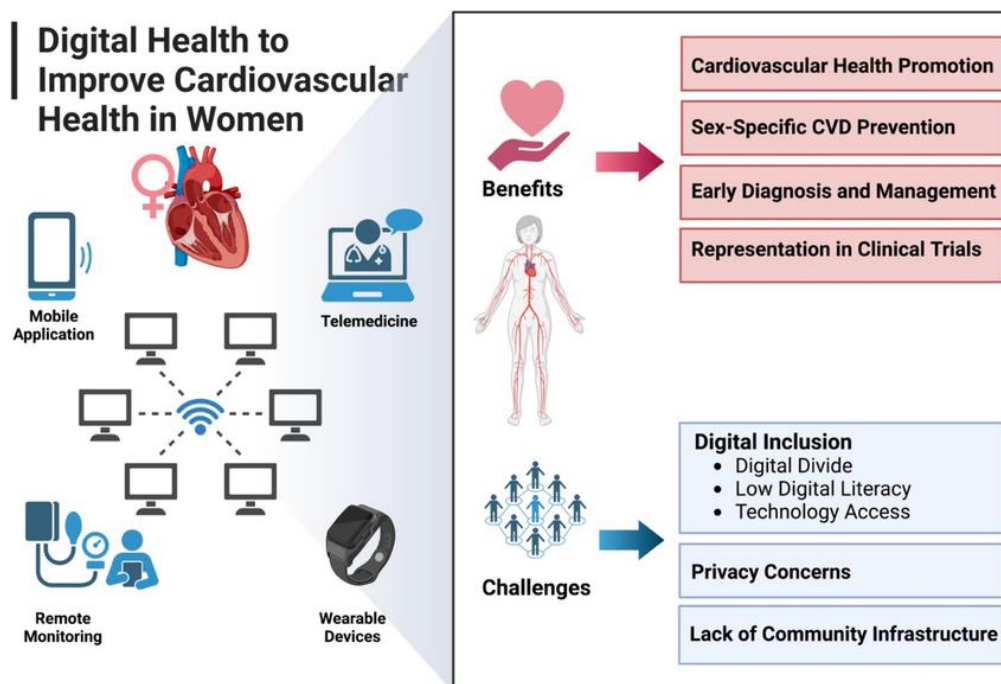 Digital Health to
Improve Cardiovascular
Health in Women
Mobile
Application
Telemedicine
Remote
Monitoring
Wearable
Devices
Benefits
Cardiovascular Health Promotion
Sex-Specific CVD Prevention
Early Diagnosis and Management
Representation in Clinical Trials
Challenges
Digital Inclusion
• Digital Divide
• Low Digital Literacy
• Technology Access
Privacy Concerns
Lack of Community Infrastructure